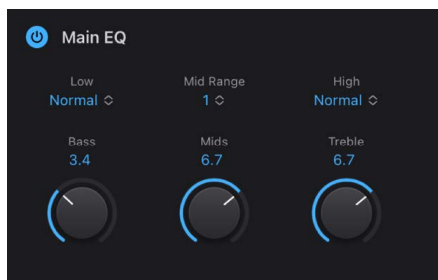 Main EQ
Low Mid Range High
Normal 1 Normal
Bass Mids Treble
3.4 6.7 6.7